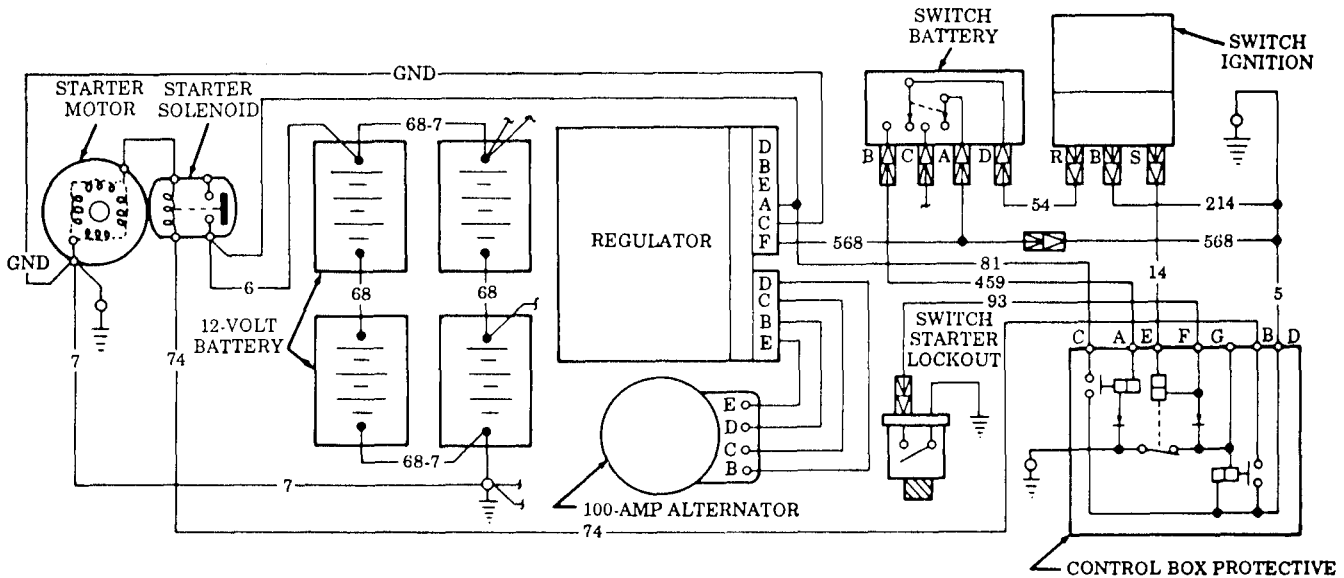 SWITCH
BATTERY
SWITCH
IGNITION
GND
STARTER
MOTOR
STARTER
SOLENOID
68-7
D
B
E
A
C
F
REGULATOR
B
C
A
D
R
B
S
54
214
568
568
GND
6
68
68
81
459
93
14
5
12-VOLT
BATTERY
D
C
B
E
SWITCH
STARTER
LOCKOUT
7
74
C
A
E
F
G
B
D
E
D
C
B
68-7
7
100-AMP ALTERNATOR
74
CONTROL BOX PROTECTIVE